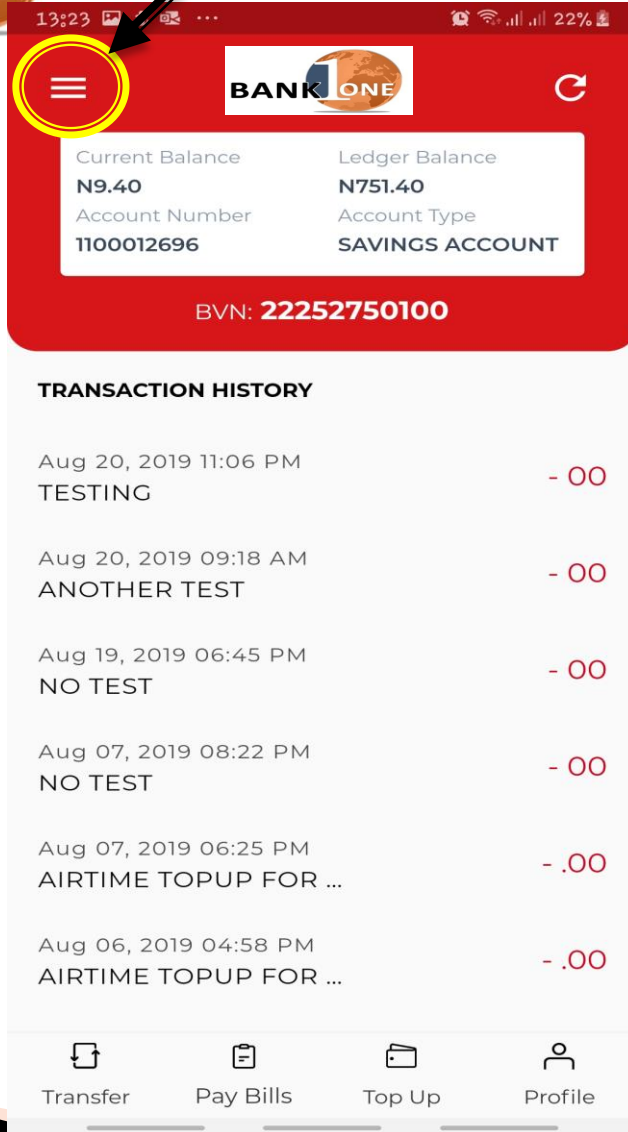 13:23 ... 22%
BANK 1 ONE
Current Balance Ledger Balance
N9.40 N751.40
Account Number Account Type
1100012696 SAVINGS ACCOUNT
BVN: 22252750100
TRANSACTION HISTORY
Aug 20, 2019 11:06 PM
TESTING - 00
Aug 20, 2019 09:18 AM
ANOTHER TEST - 00
Aug 19, 2019 06:45 PM
NO TEST - 00
Aug 07, 2019 08:22 PM
NO TEST - 00
Aug 07, 2019 06:25 PM
AIRTIME TOPUP FOR ... - .00
Aug 06, 2019 04:58 PM
AIRTIME TOPUP FOR ... - .00
Transfer Pay Bills Top Up Profile